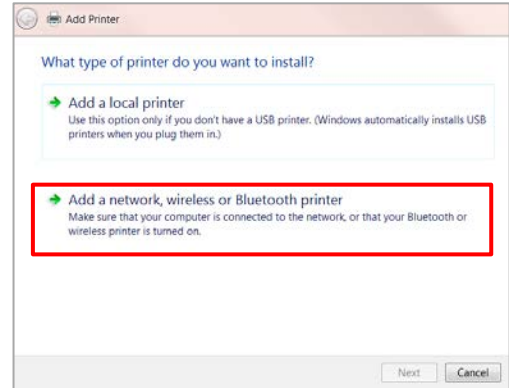 Add Printer
What type of printer do you want to install?
Add a local printer
Use this option only if you don't have a USB printer. (Windows automatically installs USB
printers when you plug them in.)
Add a network, wireless or Bluetooth printer
Make sure that your computer is connected to the network, or that your Bluetooth or
wireless printer is turned on.
Next Cancel